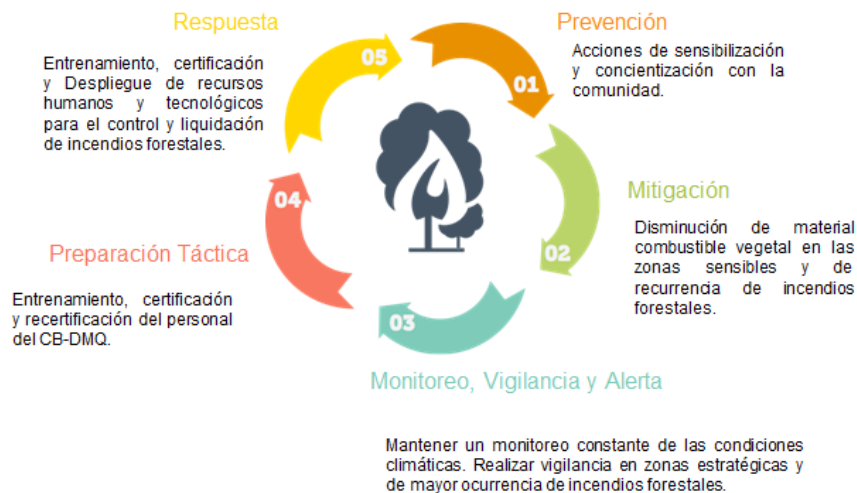 Prevención
01
Acciones de sensibilización
y concientización con la
comunidad.
Mitigación
02
Disminución de material
combustible vegetal en las
zonas sensibles y de
recurrencia de incendios
forestales.
03
Monitoreo, Vigilancia y Alerta
Mantener un monitoreo constante de las condiciones
climáticas. Realizar vigilancia en zonas estratégicas y
de mayor ocurrencia de incendios forestales.
04
Preparación Táctica
Entrenamiento, certificación
y recertificación del personal
del CB-DMQ.
05
Respuesta
Entrenamiento, certificación
y Despliegue de recursos
humanos y tecnológicos
para el control y liquidación
de incendios forestales.